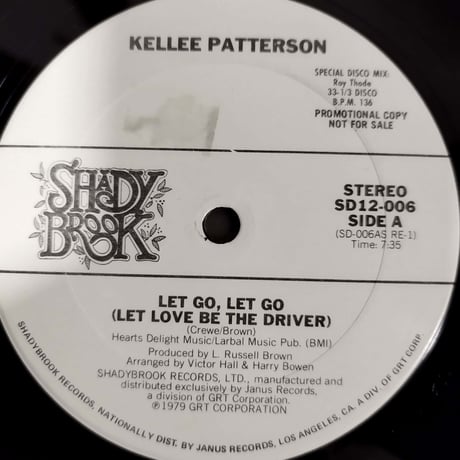 KELLEE PATTERSON
SPECIAL DISCO MIX:
Roy Thode
33-1/3 DISCO
B.P.M. 136
PROMOTIONAL COPY
NOT FOR SALE
SHADY
BROOK
STEREO
SD12-006
SIDE A
(SD-006AS RE-1)
Time: 7:35
LET GO, LET GO
(LET LOVE BE THE DRIVER)
(Crewe/Brown)
Hearts Delight Music/Larbal Music Pub. (BMI)
Produced by L. Russell Brown
Arranged by Victor Hall & Harry Bowen
SHADYBROOK RECORDS, LTD., manufactured and
distributed exclusively by Janus Records,
a division of GRT Corporation.
℗1979 GRT CORPORATION
SHADYBROOK RECORDS, NATIONALLY DIST. BY JANUS RECORDS, LOS ANGELES, CA. A DIV. OF GRT CORP.